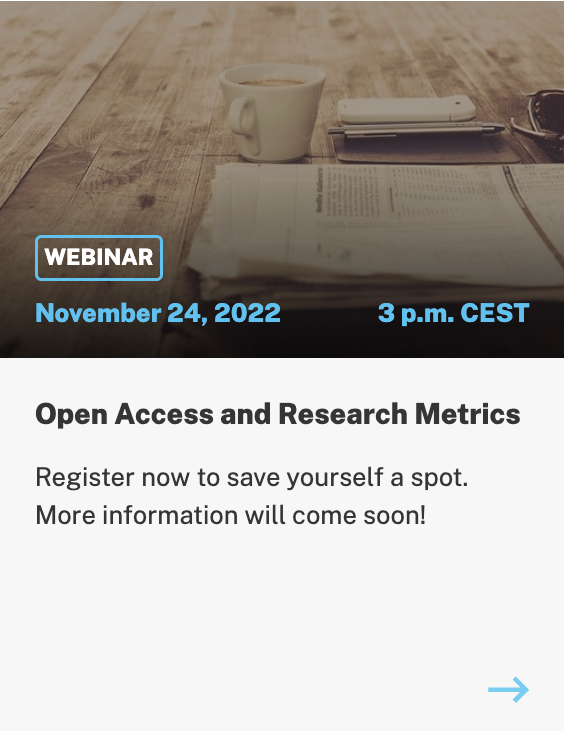 WEBINAR
November 24, 2022 3 p.m. CEST
Open Access and Research Metrics
Register now to save yourself a spot.
More information will come soon!